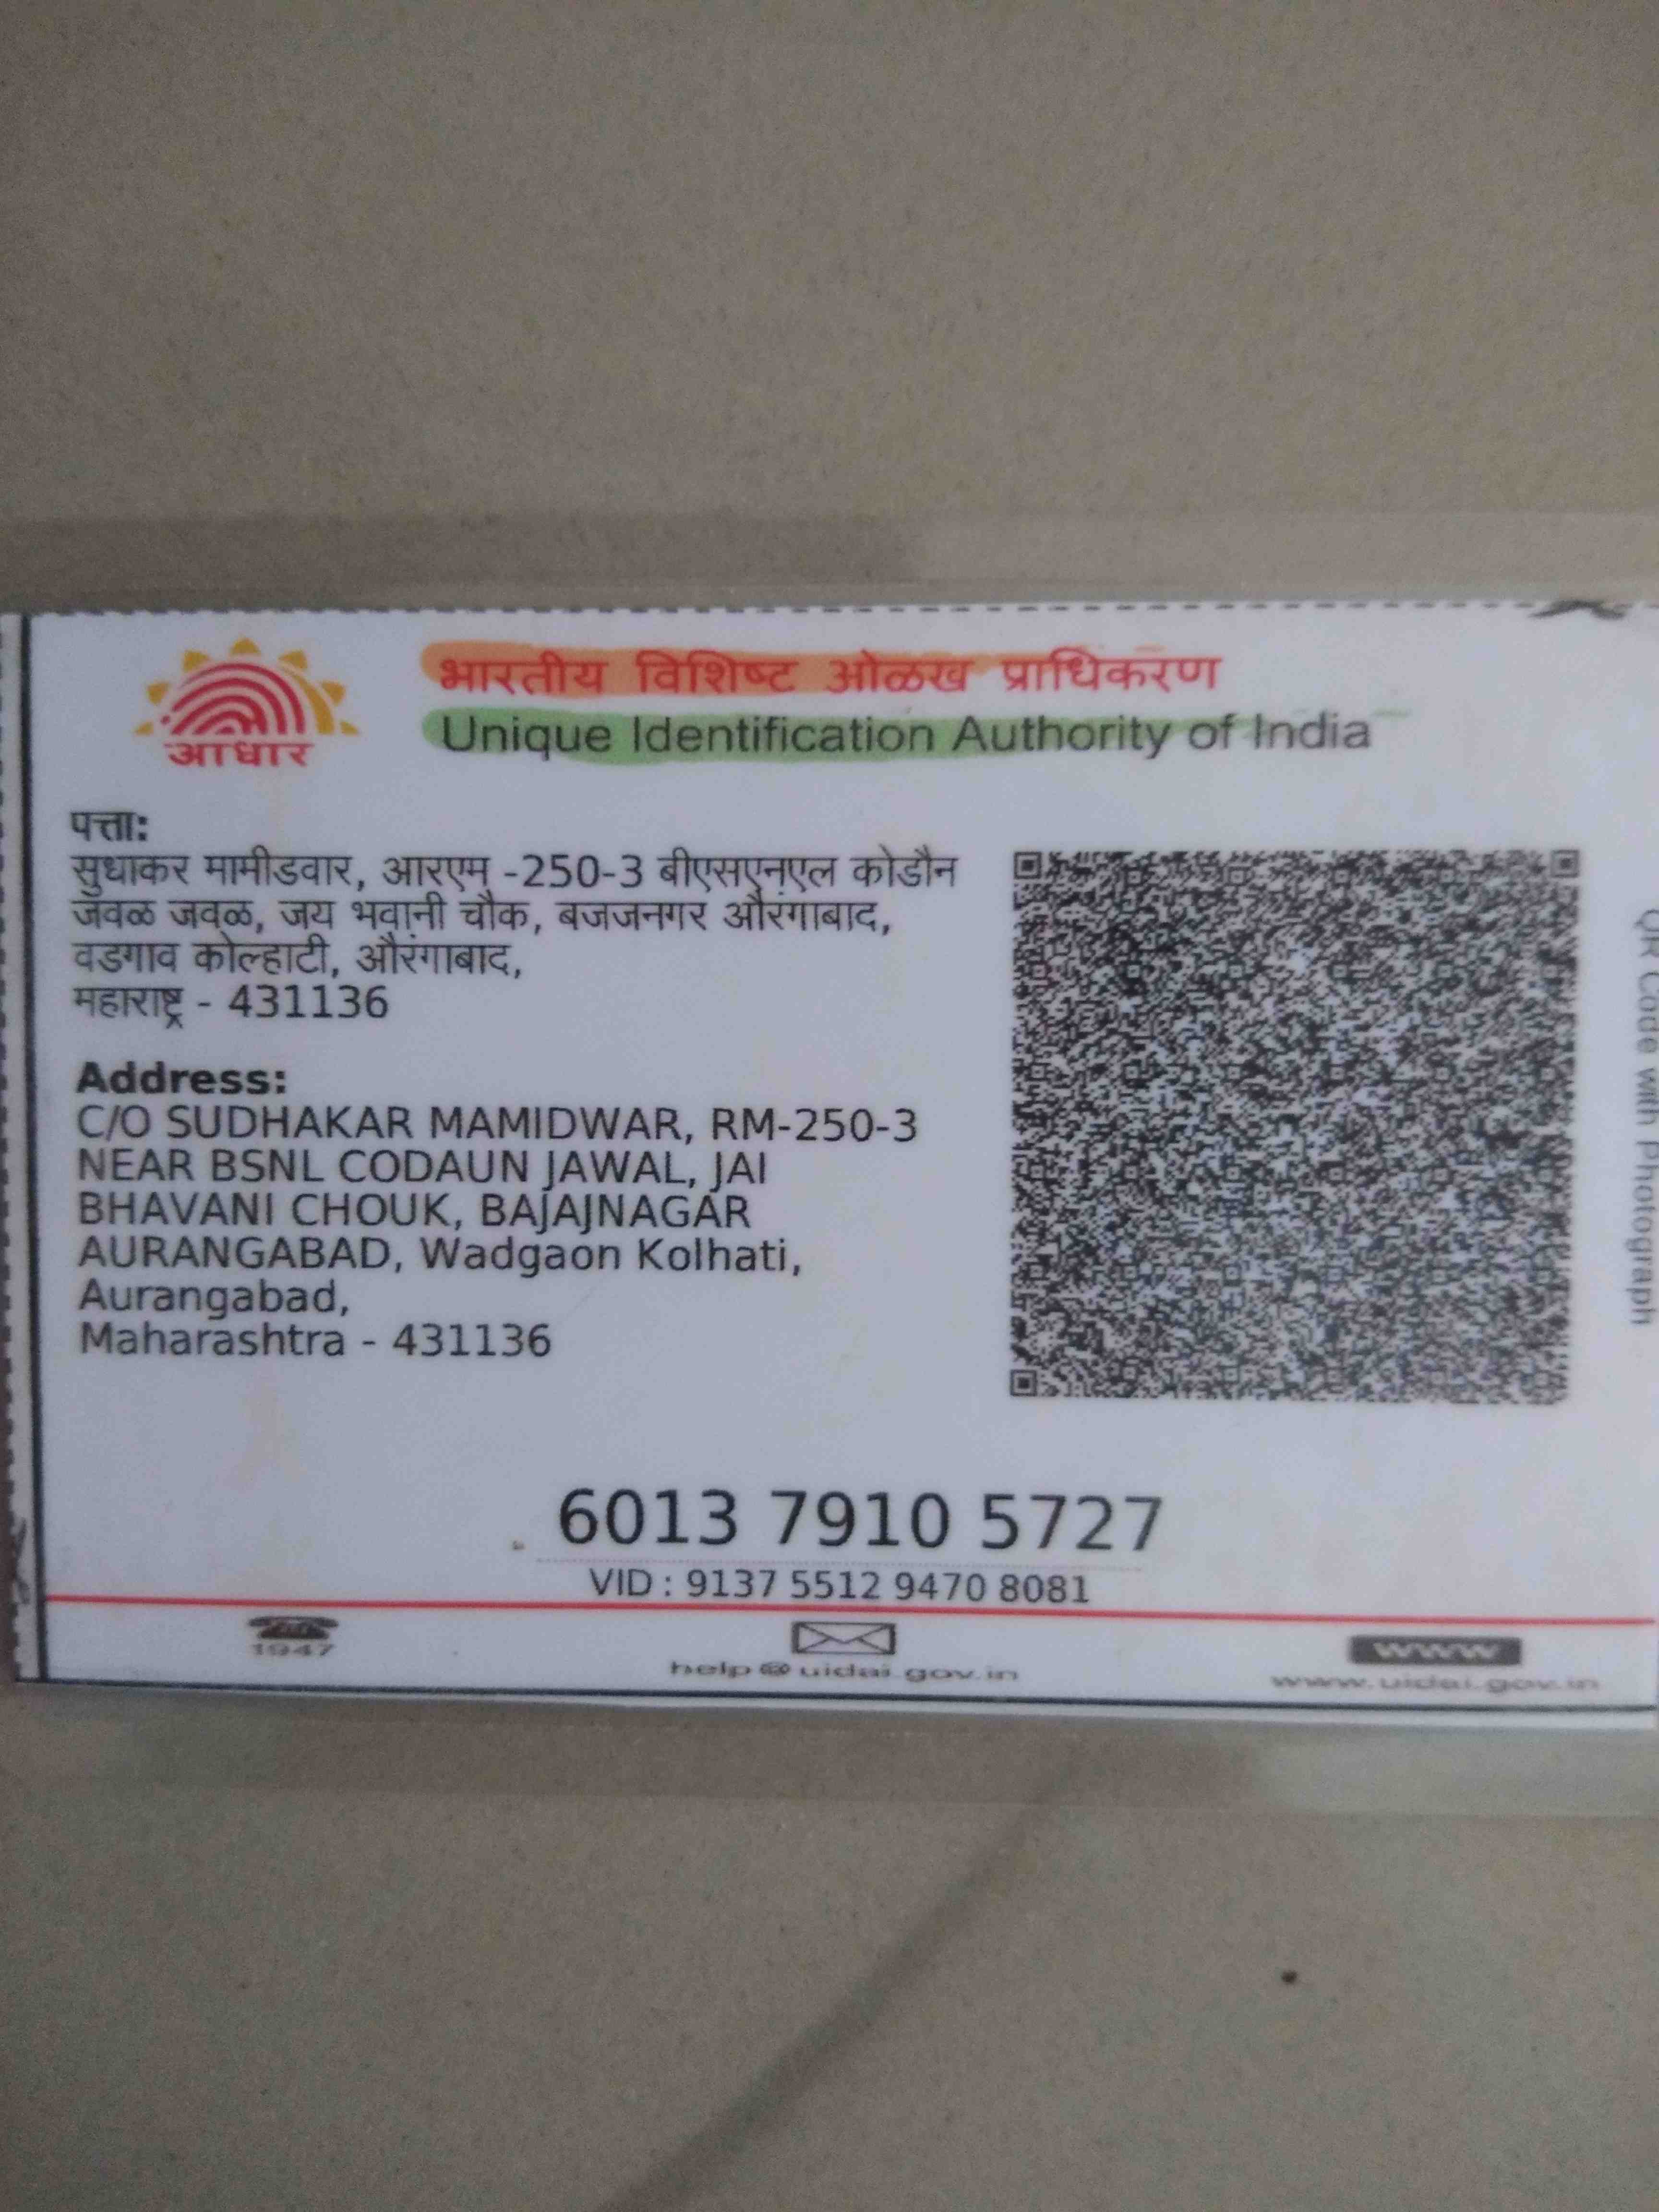 आधार
भारतीय विशिष्ट ओळख प्राधिकरण
Unique Identification Authority of India
पत्ता:
सुधाकर मामीडवार, आरएम -250-3 बीएसएनएल कोडौन
जवळ जवळ, जय भवानी चौक, बजजनगर औरंगाबाद,
वडगाव कोल्हाटी, औरंगाबाद,
महाराष्ट्र - 431136
Address:
C/O SUDHAKAR MAMIDWAR, RM-250-3
NEAR BSNL CODAUN JAWAL, JAI
BHAVANI CHOUK, BAJAJNAGAR
AURANGABAD, Wadgaon Kolhati,
Aurangabad,
Maharashtra - 431136
QR Code with Photograph
6013 7910 5727
VID : 9137 5512 9470 8081
1947
help@uidai.gov.in
www
www.uidai.gov.in